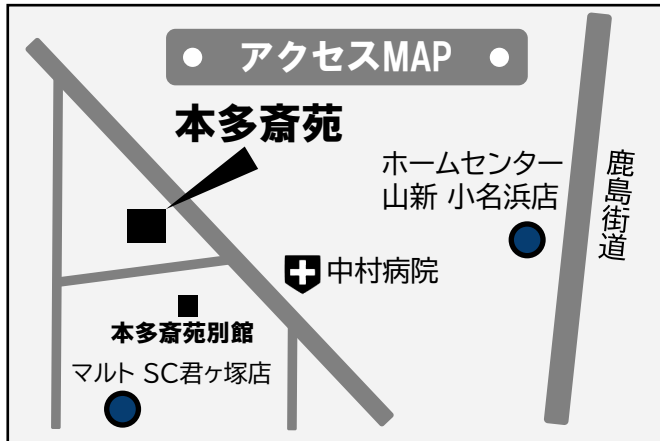 アクセスMAP
本多斎苑
ホームセンター
山新 小名浜店
鹿島街道
中村病院
本多斎苑別館
マルト SC君ヶ塚店